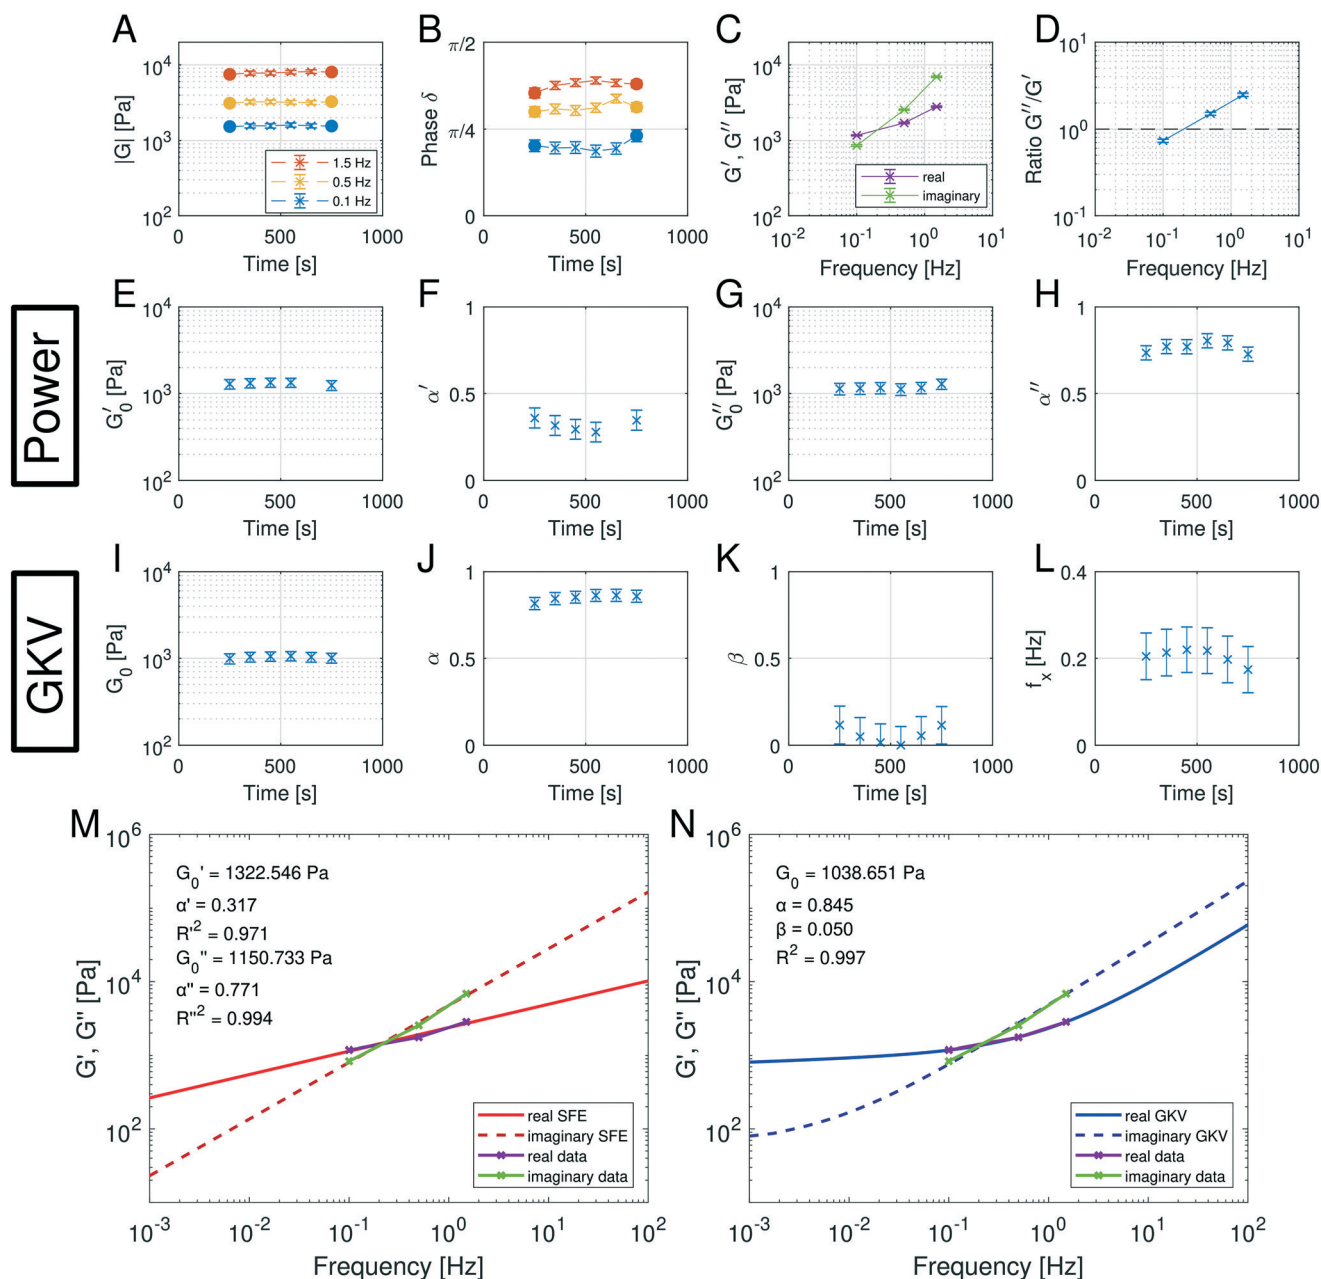 A
|G| [Pa]
10^4
10^3
10^2
1.5 Hz
0.5 Hz
0.1 Hz
0 500 1000
Time [s]
B
Phase δ
π/2
π/4
0
0 500 1000
Time [s]
C
G′, G″ [Pa]
10^4
10^3
10^2
real
imaginary
10^-2 10^-1 10^0 10^1
Frequency [Hz]
D
Ratio G″/G′
10^1
10^0
10^-1
10^-2 10^-1 10^0 10^1
Frequency [Hz]
Power
E
G′_0 [Pa]
10^4
10^3
10^2
0 500 1000
Time [s]
F
α′
1
0.5
0
0 500 1000
Time [s]
G
G″_0 [Pa]
10^4
10^3
10^2
0 500 1000
Time [s]
H
α″
1
0.5
0
0 500 1000
Time [s]
GKV
I
G_0 [Pa]
10^4
10^3
10^2
0 500 1000
Time [s]
J
α
1
0.5
0
0 500 1000
Time [s]
K
β
1
0.5
0
0 500 1000
Time [s]
L
f_x [Hz]
0.4
0.2
0
0 500 1000
Time [s]
M
G', G" [Pa]
10^6
10^4
10^2
G_0' = 1322.546 Pa
α' = 0.317
R'^2 = 0.971
G_0" = 1150.733 Pa
α" = 0.771
R"^2 = 0.994
real SFE
imaginary SFE
real data
imaginary data
10^-3 10^-2 10^-1 10^0 10^1 10^2
Frequency [Hz]
N
G', G" [Pa]
10^6
10^4
10^2
G_0 = 1038.651 Pa
α = 0.845
β = 0.050
R^2 = 0.997
real GKV
imaginary GKV
real data
imaginary data
10^-3 10^-2 10^-1 10^0 10^1 10^2
Frequency [Hz]